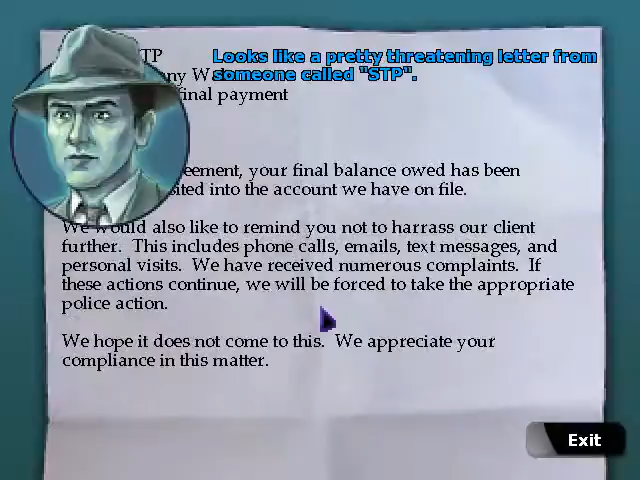 TP
Looks like a pretty threatening letter from
someone called "STP".
ny W
final payment
eement, your final balance owed has been
sited into the account we have on file.
We would also like to remind you not to harrass our client
further. This includes phone calls, emails, text messages, and
personal visits. We have received numerous complaints. If
these actions continue, we will be forced to take the appropriate
police action.
We hope it does not come to this. We appreciate your
compliance in this matter.
Exit